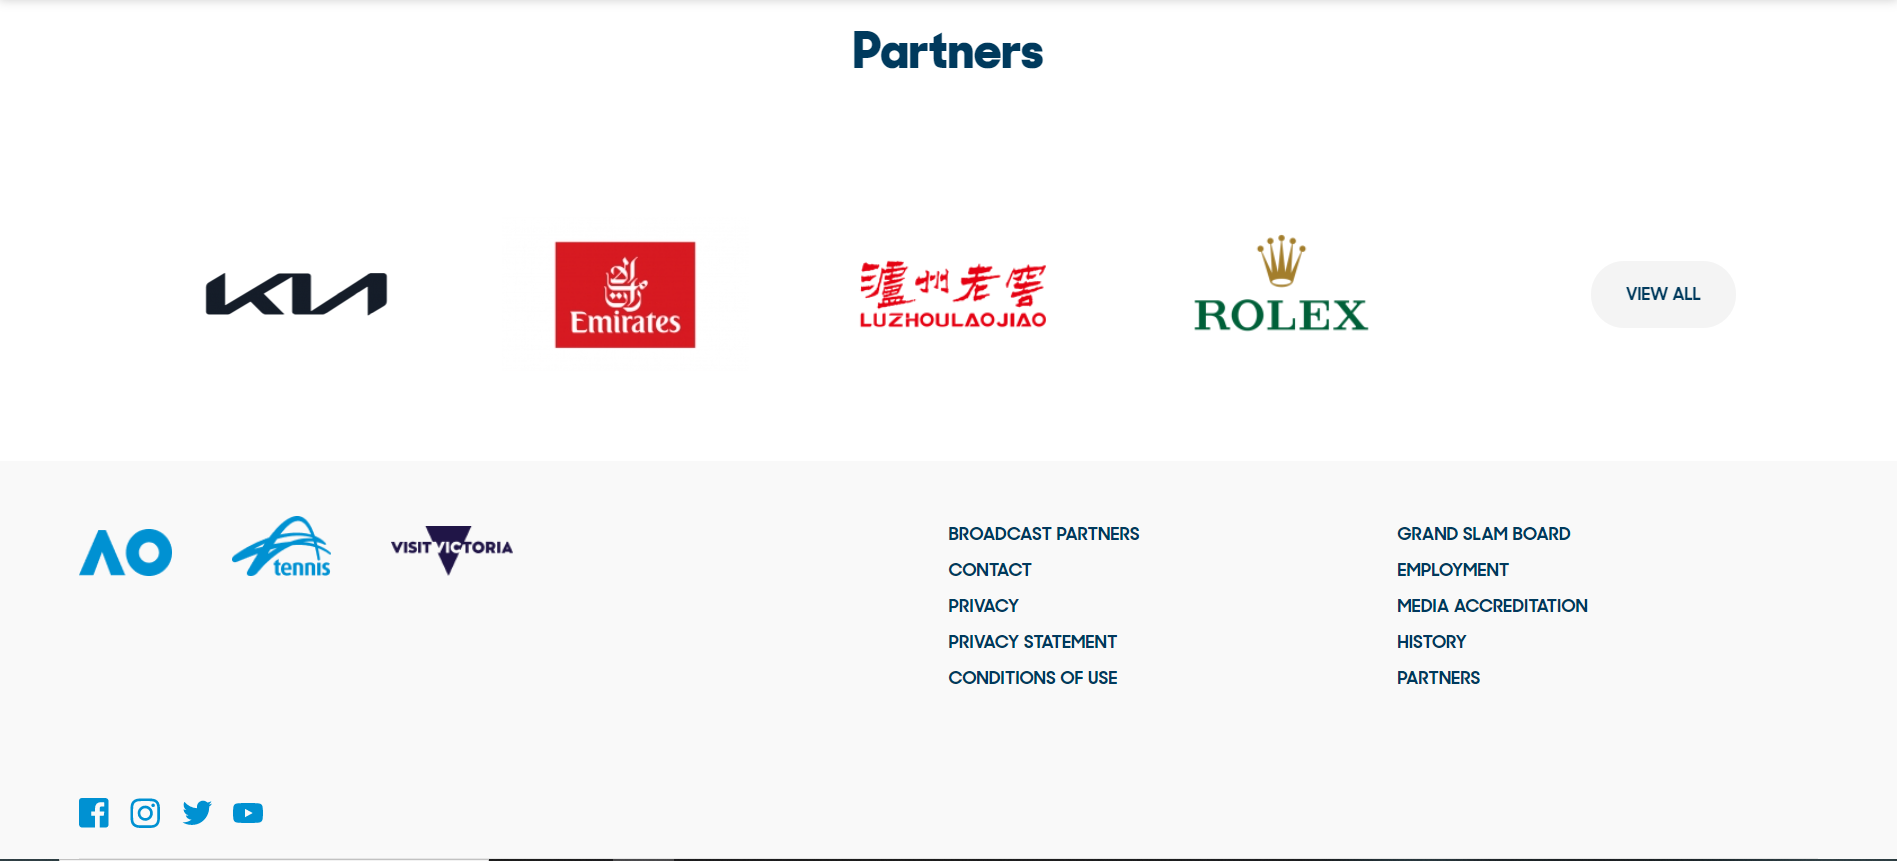 Partners
KIA
Emirates
泸州老窖
LUZHOULAOJIAO
ROLEX
VIEW ALL
AO
tennis
VISIT VICTORIA
BROADCAST PARTNERS
CONTACT
PRIVACY
PRIVACY STATEMENT
CONDITIONS OF USE
GRAND SLAM BOARD
EMPLOYMENT
MEDIA ACCREDITATION
HISTORY
PARTNERS